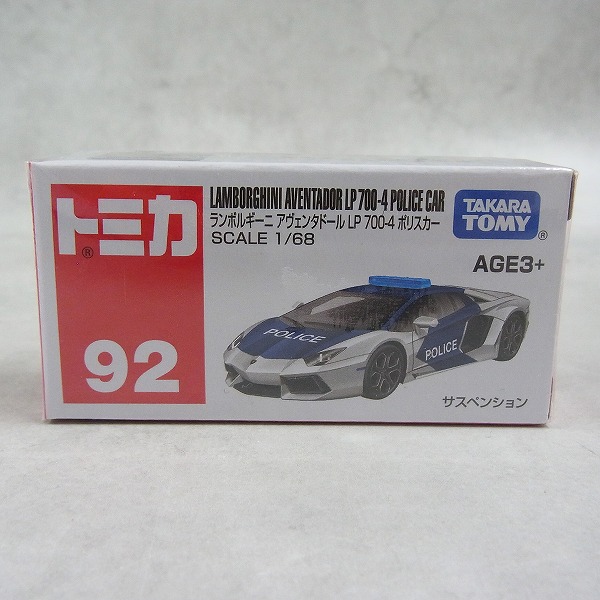 トミカ
®
92
LAMBORGHINI AVENTADOR LP 700-4 POLICE CAR
ランボルギーニ アヴェンタドール LP 700-4 ポリスカー
SCALE 1/68
TAKARA
TOMY
®
AGE3+
POLICE
POLICE
サスペンション